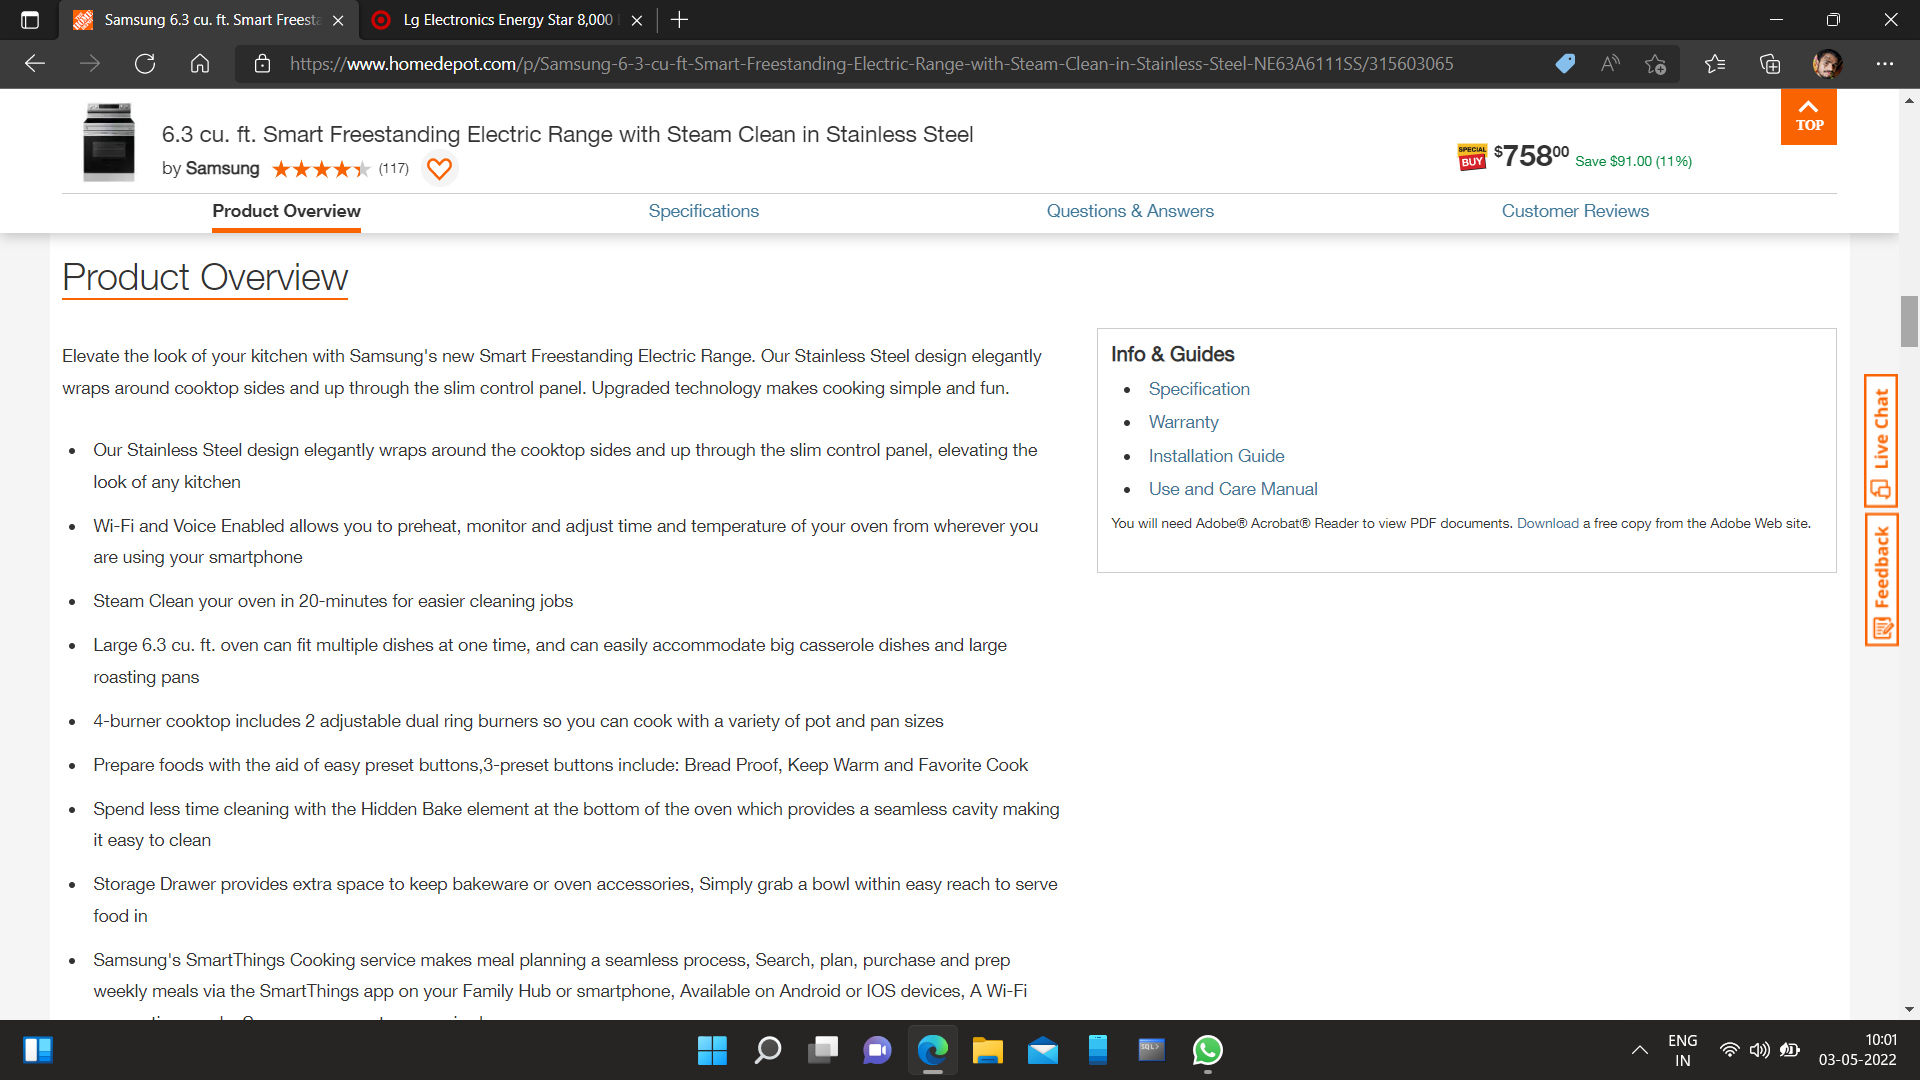 Samsung 6.3 cu. ft. Smart Freesta
Lg Electronics Energy Star 8,000
https://www.homedepot.com/p/Samsung-6-3-cu-ft-Smart-Freestanding-Electric-Range-with-Steam-Clean-in-Stainless-Steel-NE63A6111SS/315603065
6.3 cu. ft. Smart Freestanding Electric Range with Steam Clean in Stainless Steel
by Samsung (117)
SPECIAL BUY $758⁰⁰ Save $91.00 (11%)
TOP
Product Overview Specifications Questions & Answers Customer Reviews
Product Overview
Elevate the look of your kitchen with Samsung's new Smart Freestanding Electric Range. Our Stainless Steel design elegantly
wraps around cooktop sides and up through the slim control panel. Upgraded technology makes cooking simple and fun.
• Our Stainless Steel design elegantly wraps around the cooktop sides and up through the slim control panel, elevating the
look of any kitchen
• Wi-Fi and Voice Enabled allows you to preheat, monitor and adjust time and temperature of your oven from wherever you
are using your smartphone
• Steam Clean your oven in 20-minutes for easier cleaning jobs
• Large 6.3 cu. ft. oven can fit multiple dishes at one time, and can easily accommodate big casserole dishes and large
roasting pans
• 4-burner cooktop includes 2 adjustable dual ring burners so you can cook with a variety of pot and pan sizes
• Prepare foods with the aid of easy preset buttons,3-preset buttons include: Bread Proof, Keep Warm and Favorite Cook
• Spend less time cleaning with the Hidden Bake element at the bottom of the oven which provides a seamless cavity making
it easy to clean
• Storage Drawer provides extra space to keep bakeware or oven accessories, Simply grab a bowl within easy reach to serve
food in
• Samsung's SmartThings Cooking service makes meal planning a seamless process, Search, plan, purchase and prep
weekly meals via the SmartThings app on your Family Hub or smartphone, Available on Android or IOS devices, A Wi-Fi
Info & Guides
• Specification
• Warranty
• Installation Guide
• Use and Care Manual
You will need Adobe® Acrobat® Reader to view PDF documents. Download a free copy from the Adobe Web site.
Live Chat
Feedback
SQL>
ENG
IN
10:01
03-05-2022